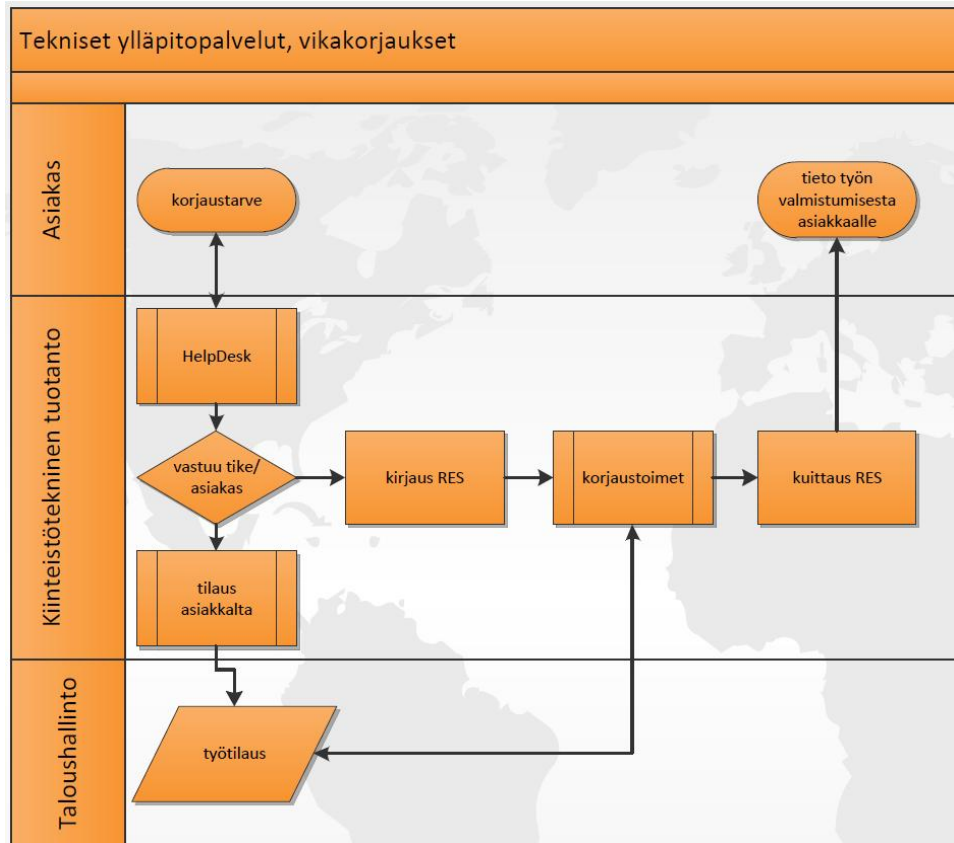 Tekniset ylläpitopalvelut, vikakorjaukset
Asiakas
korjaustarve
tieto työn
valmistumisesta
asiakkaalle
Kiinteistötekninen tuotanto
HelpDesk
vastuu tike/
asiakas
kirjaus RES
korjaustoimet
kuittaus RES
tilaus
asiakkalta
Taloushallinto
työtilaus